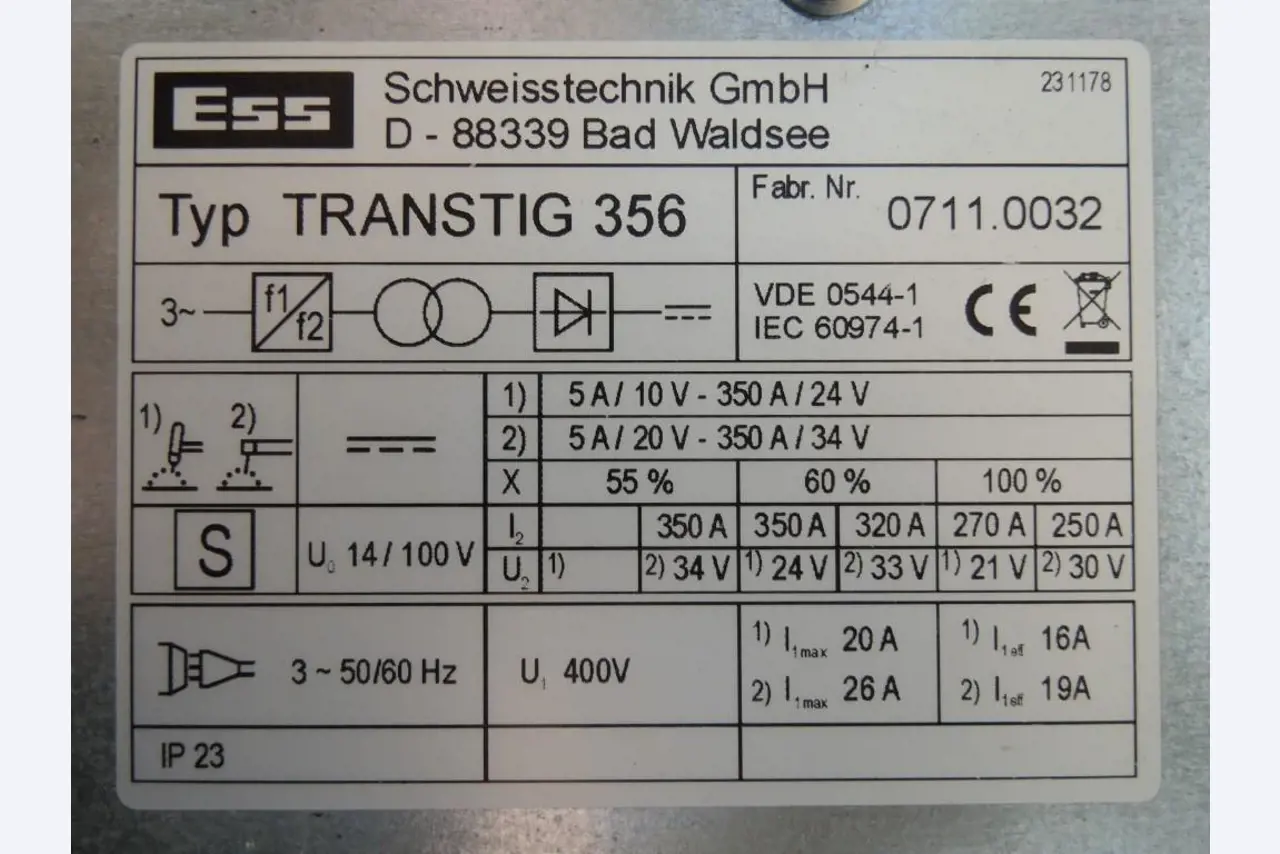 Ess Schweisstechnik GmbH 231178
D - 88339 Bad Waldsee
Typ TRANSTIG 356 Fabr. Nr. 0711.0032
3~ f1/f2 VDE 0544-1
IEC 60974-1 CE
1) 2) 1) 5 A / 10 V - 350 A / 24 V
2) 5 A / 20 V - 350 A / 34 V
X 55 % 60 % 100 %
S U0 14 / 100 V I2 350 A 350 A 320 A 270 A 250 A
U2 1) 2) 34 V 1) 24 V 2) 33 V 1) 21 V 2) 30 V
3 ~ 50/60 Hz U1 400V 1) I1max 20 A 1) I1eff 16A
2) I1max 26 A 2) I1eff 19A
IP 23